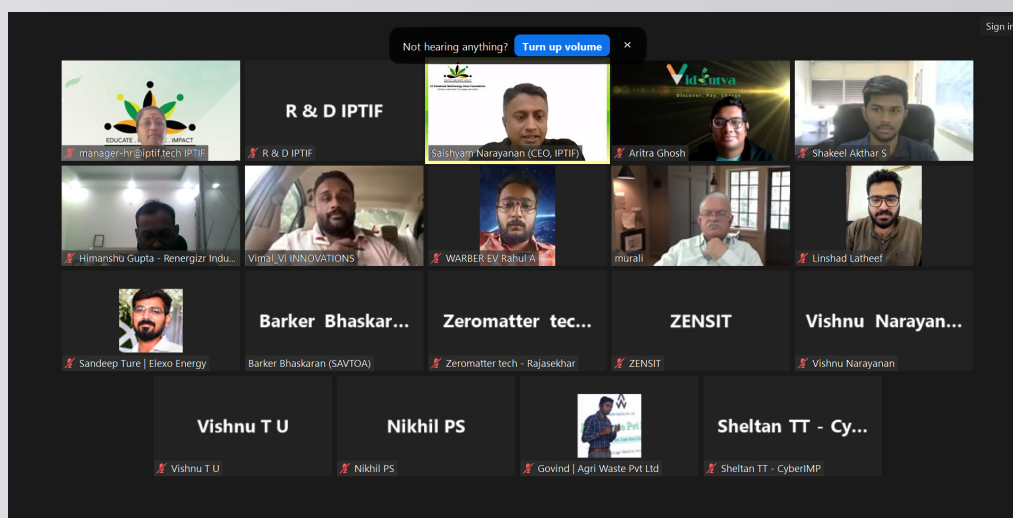 Sign in
Not hearing anything? Turn up volume ×
EDUCATE . IMPACT
manager-hr@iptif.tech IPTIF
R & D IPTIF
R & D IPTIF
Saishyam Narayanan (CEO, IPTIF)
Vidyutva
Discover. Pay. Charge
Aritra Ghosh
Shakeel Akthar S
Himanshu Gupta - Renergizr Indu...
Vimal_Vi INNOVATIONS
WARBER EV Rahul A
murali
Linshad Latheef
Sandeep Ture | Elexo Energy
Barker Bhaskar...
Barker Bhaskaran (SAVTOA)
Zeromatter tec...
Zeromatter tech - Rajasekhar
ZENSIT
ZENSIT
Vishnu Narayan...
Vishnu Narayanan
Vishnu T U
Vishnu T U
Nikhil PS
Nikhil PS
Govind | Agri Waste Pvt Ltd
Sheltan TT - Cy...
Sheltan TT - CyberIMP